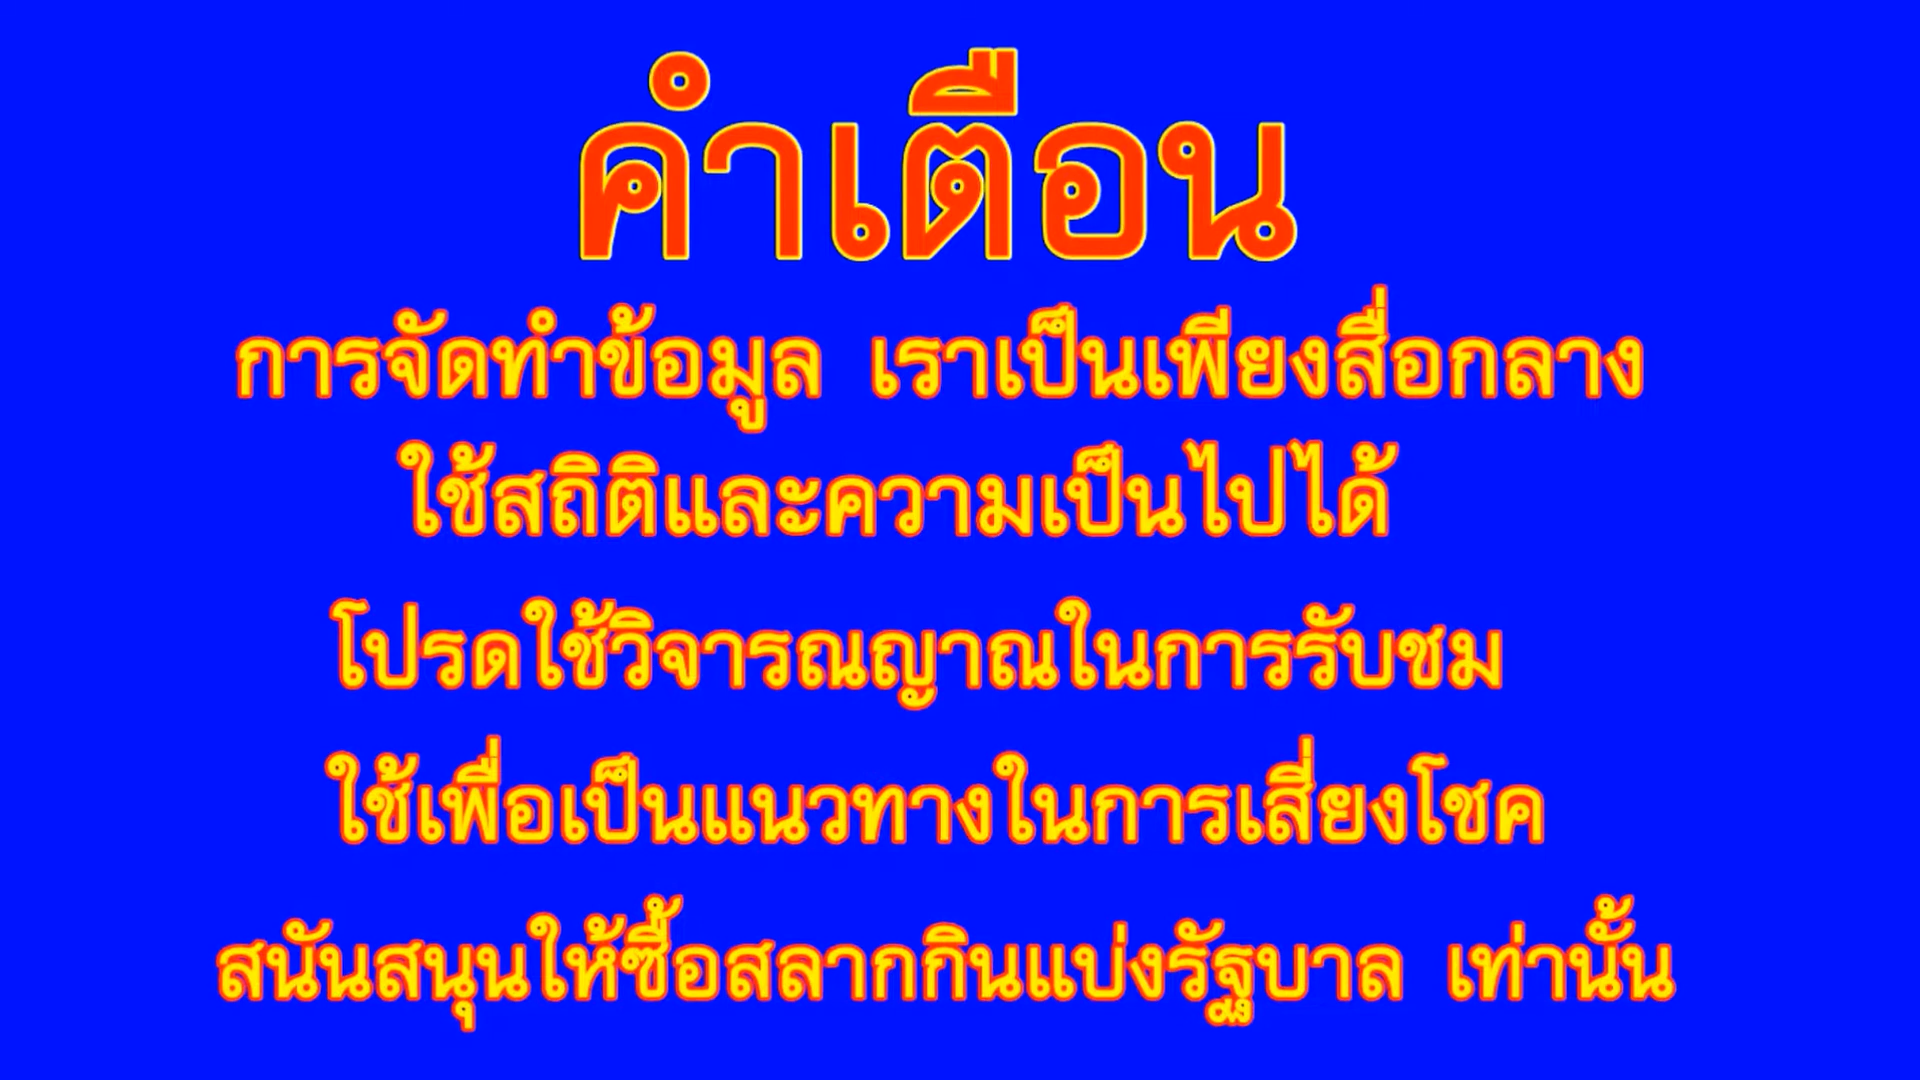 คำเตือน
การจัดทำข้อมูล เราเป็นเพียงสื่อกลาง
ใช้สถิติและความเป็นไปได้
โปรดใช้วิจารณญาณในการรับชม
ใช้เพื่อเป็นแนวทางในการเสี่ยงโชค
สนันสนุนให้ซื้อสลากกินแบ่งรัฐบาล เท่านั้น